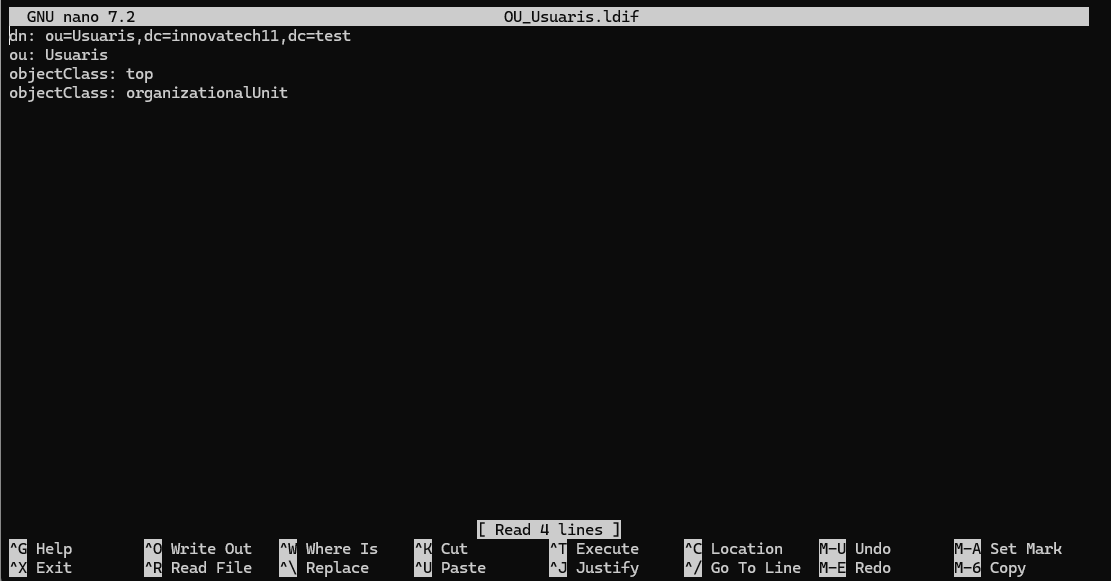 GNU nano 7.2 OU_Usuaris.ldif
dn: ou=Usuaris,dc=innovatech11,dc=test
ou: Usuaris
objectClass: top
objectClass: organizationalUnit
[ Read 4 lines ]
^G Help ^O Write Out ^W Where Is ^K Cut ^T Execute ^C Location M-U Undo M-A Set Mark
^X Exit ^R Read File ^\ Replace ^U Paste ^J Justify ^/ Go To Line M-E Redo M-6 Copy